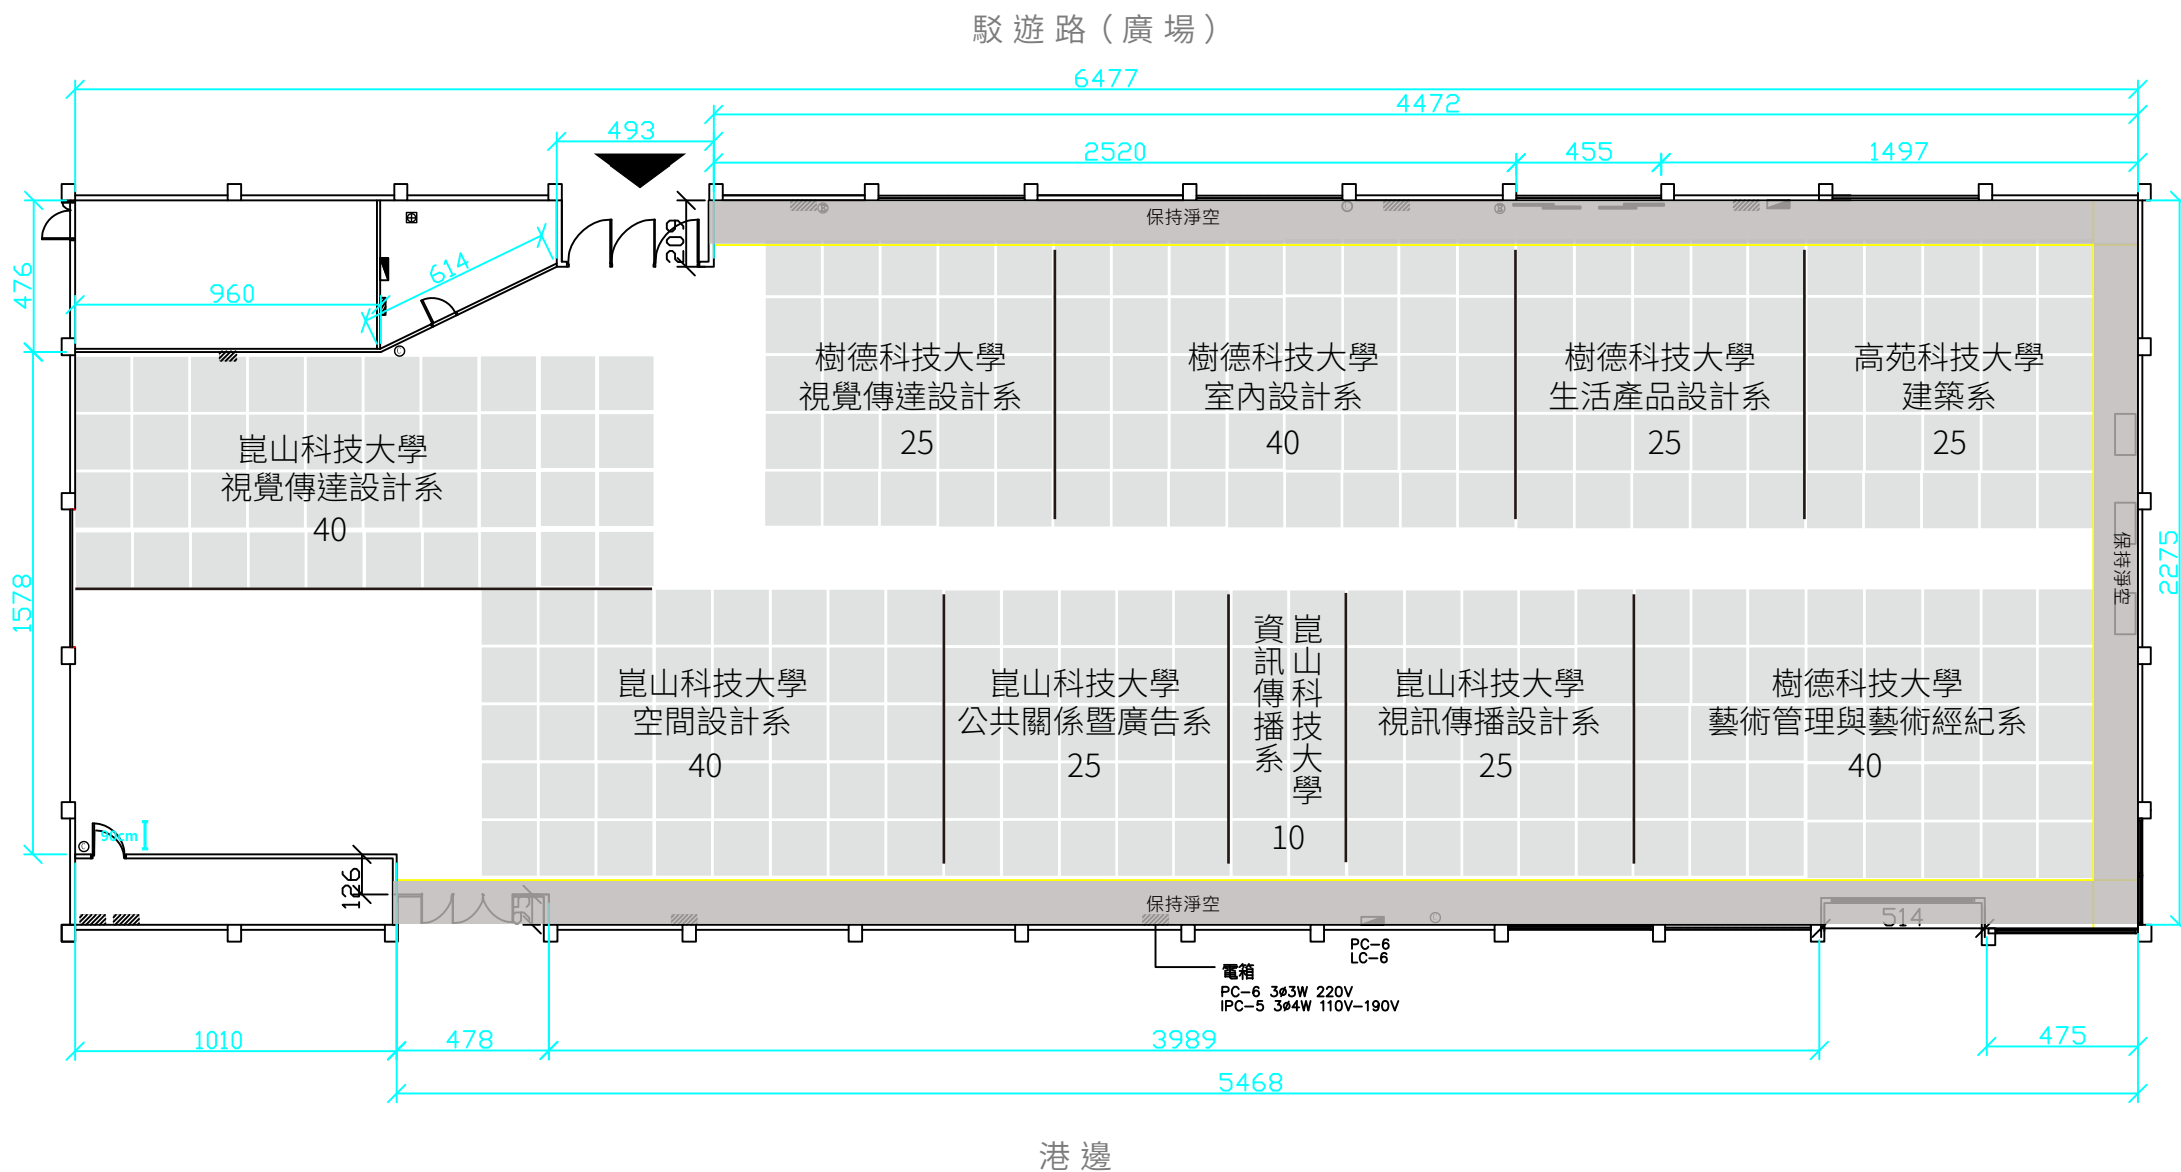 駁遊路（廣場）
6477
4472
493
2520
455
1497
保持淨空
209
476
614
960
樹德科技大學
視覺傳達設計系
25
樹德科技大學
室內設計系
40
樹德科技大學
生活產品設計系
25
高苑科技大學
建築系
25
崑山科技大學
視覺傳達設計系
40
保持淨空
2275
1578
崑山科技大學
空間設計系
40
崑山科技大學
公共關係暨廣告系
25
崑山科技大學
資訊傳播系
10
崑山科技大學
視訊傳播設計系
25
樹德科技大學
藝術管理與藝術經紀系
40
90cm
126
保持淨空
514
PC-6
LC-6
電箱
PC-6 3ø3W 220V
IPC-5 3ø4W 110V-190V
1010
478
3989
475
5468
港邊